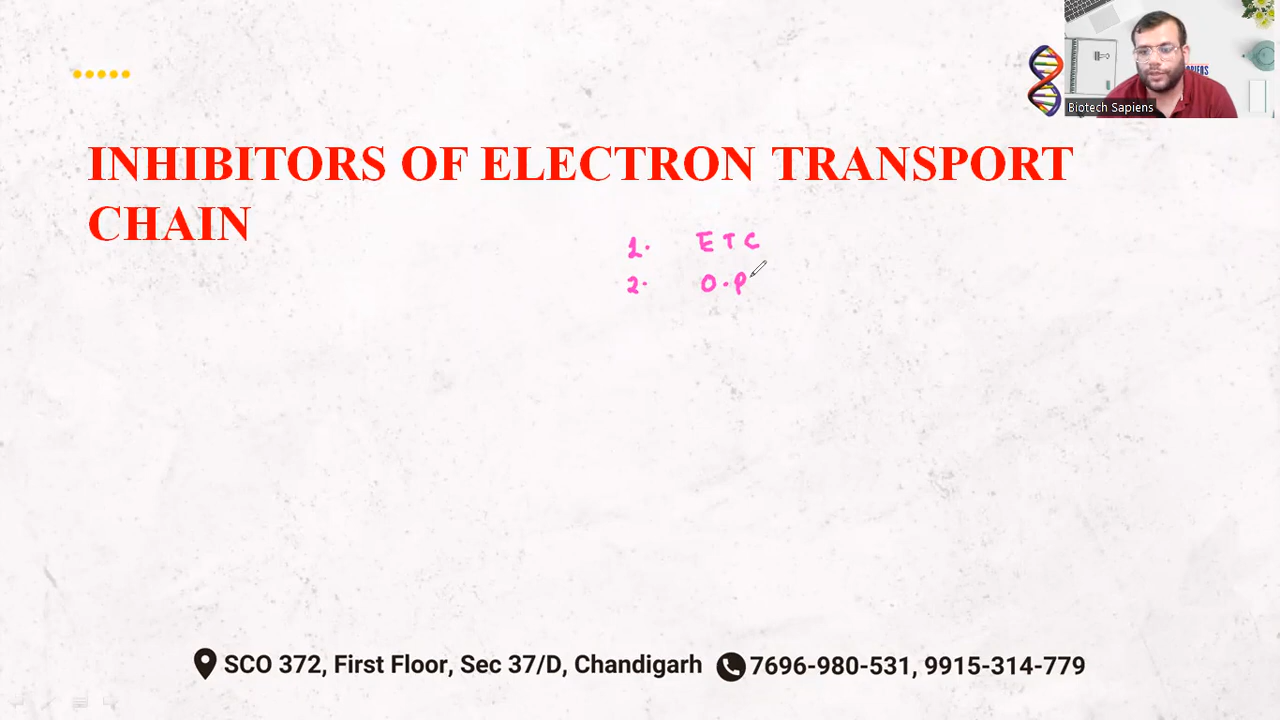 Biotech Sapiens
INHIBITORS OF ELECTRON TRANSPORT
CHAIN
1. ETC
2. O.P
SCO 372, First Floor, Sec 37/D, Chandigarh 7696-980-531, 9915-314-779